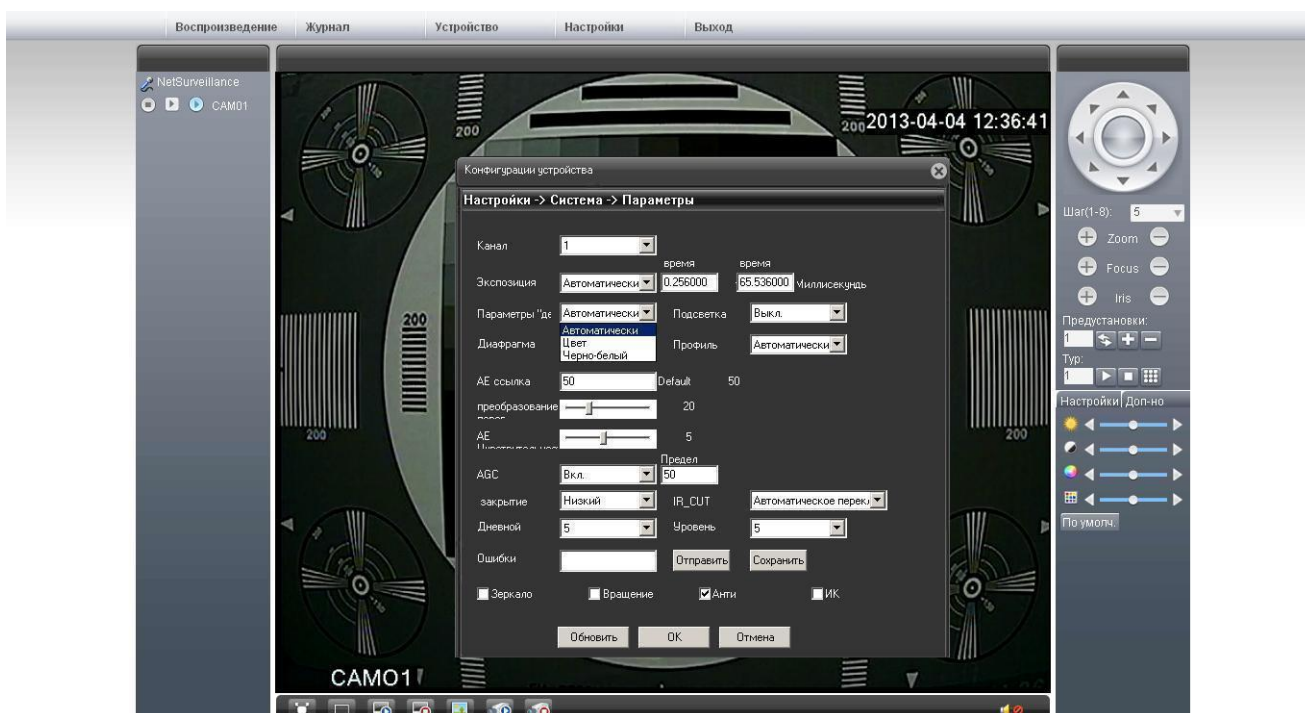 Воспроизведение Журнал Устройство Настройки Выход
NetSurveillance
CAM01
200
200
2013-04-04 12:36:41
Конфигурации устройства
Настройки -> Система -> Параметры
Канал 1
время время
Экспозиция Автоматически 0.256000 65.536000 Миллисекундь
Параметры "де Автоматически Подсветка Выкл.
Автоматически
Цвет
Черно-белый
Диафрагма Профиль Автоматически
AE ссылка 50 Default 50
преобразование 20
AE 5
Предел
AGC Вкл. 50
закрытие Низкий IR_CUT Автоматическое перекл
Дневной 5 Уровень 5
Ошибки Отправить Сохранить
Зеркало Вращение Анти ИК
Обновить OK Отмена
200
200
200
CAM01
Шаг(1-8): 5
Zoom
Focus
Iris
Предустановки:
1
Тур:
1
Настройки Доп-но
По умолч.